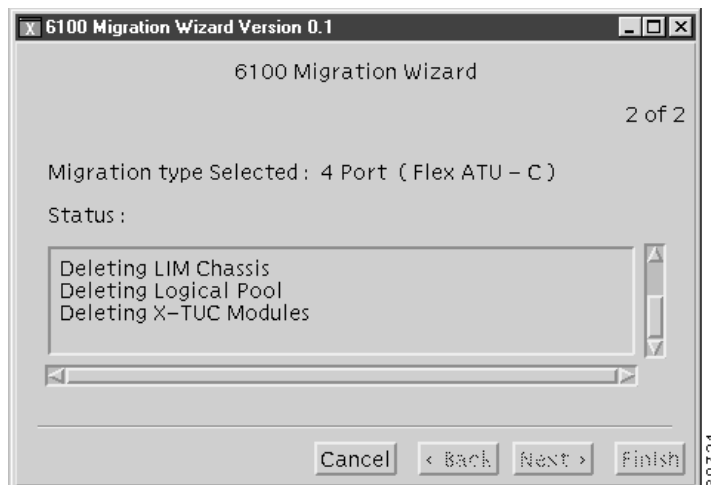 X 6100 Migration Wizard Version 0.1
6100 Migration Wizard
2 of 2
Migration type Selected : 4 Port ( Flex ATU – C )
Status :
Deleting LIM Chassis
Deleting Logical Pool
Deleting X–TUC Modules
Cancel
< Back
Next >
Finish